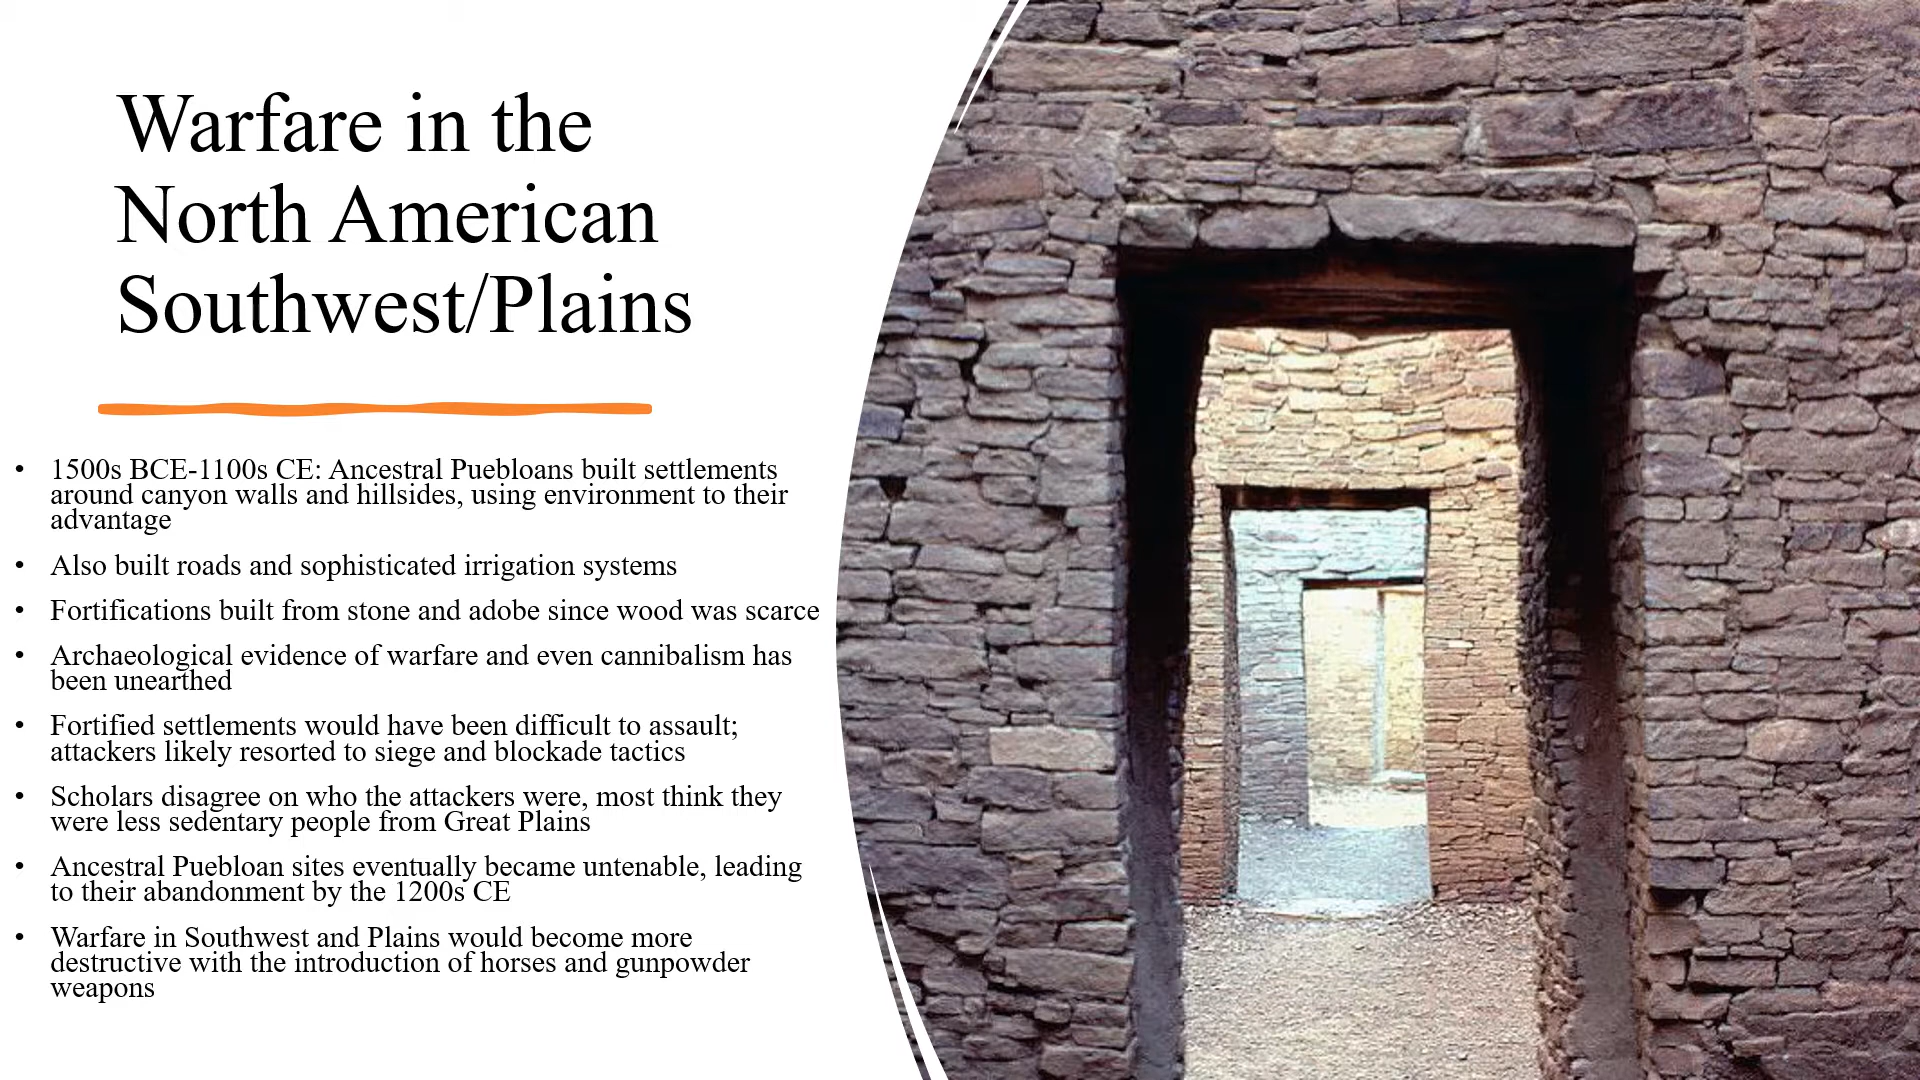 Warfare in the
North American
Southwest/Plains
• 1500s BCE-1100s CE: Ancestral Puebloans built settlements
around canyon walls and hillsides, using environment to their
advantage
• Also built roads and sophisticated irrigation systems
• Fortifications built from stone and adobe since wood was scarce
• Archaeological evidence of warfare and even cannibalism has
been unearthed
• Fortified settlements would have been difficult to assault;
attackers likely resorted to siege and blockade tactics
• Scholars disagree on who the attackers were, most think they
were less sedentary people from Great Plains
• Ancestral Puebloan sites eventually became untenable, leading
to their abandonment by the 1200s CE
• Warfare in Southwest and Plains would become more
destructive with the introduction of horses and gunpowder
weapons